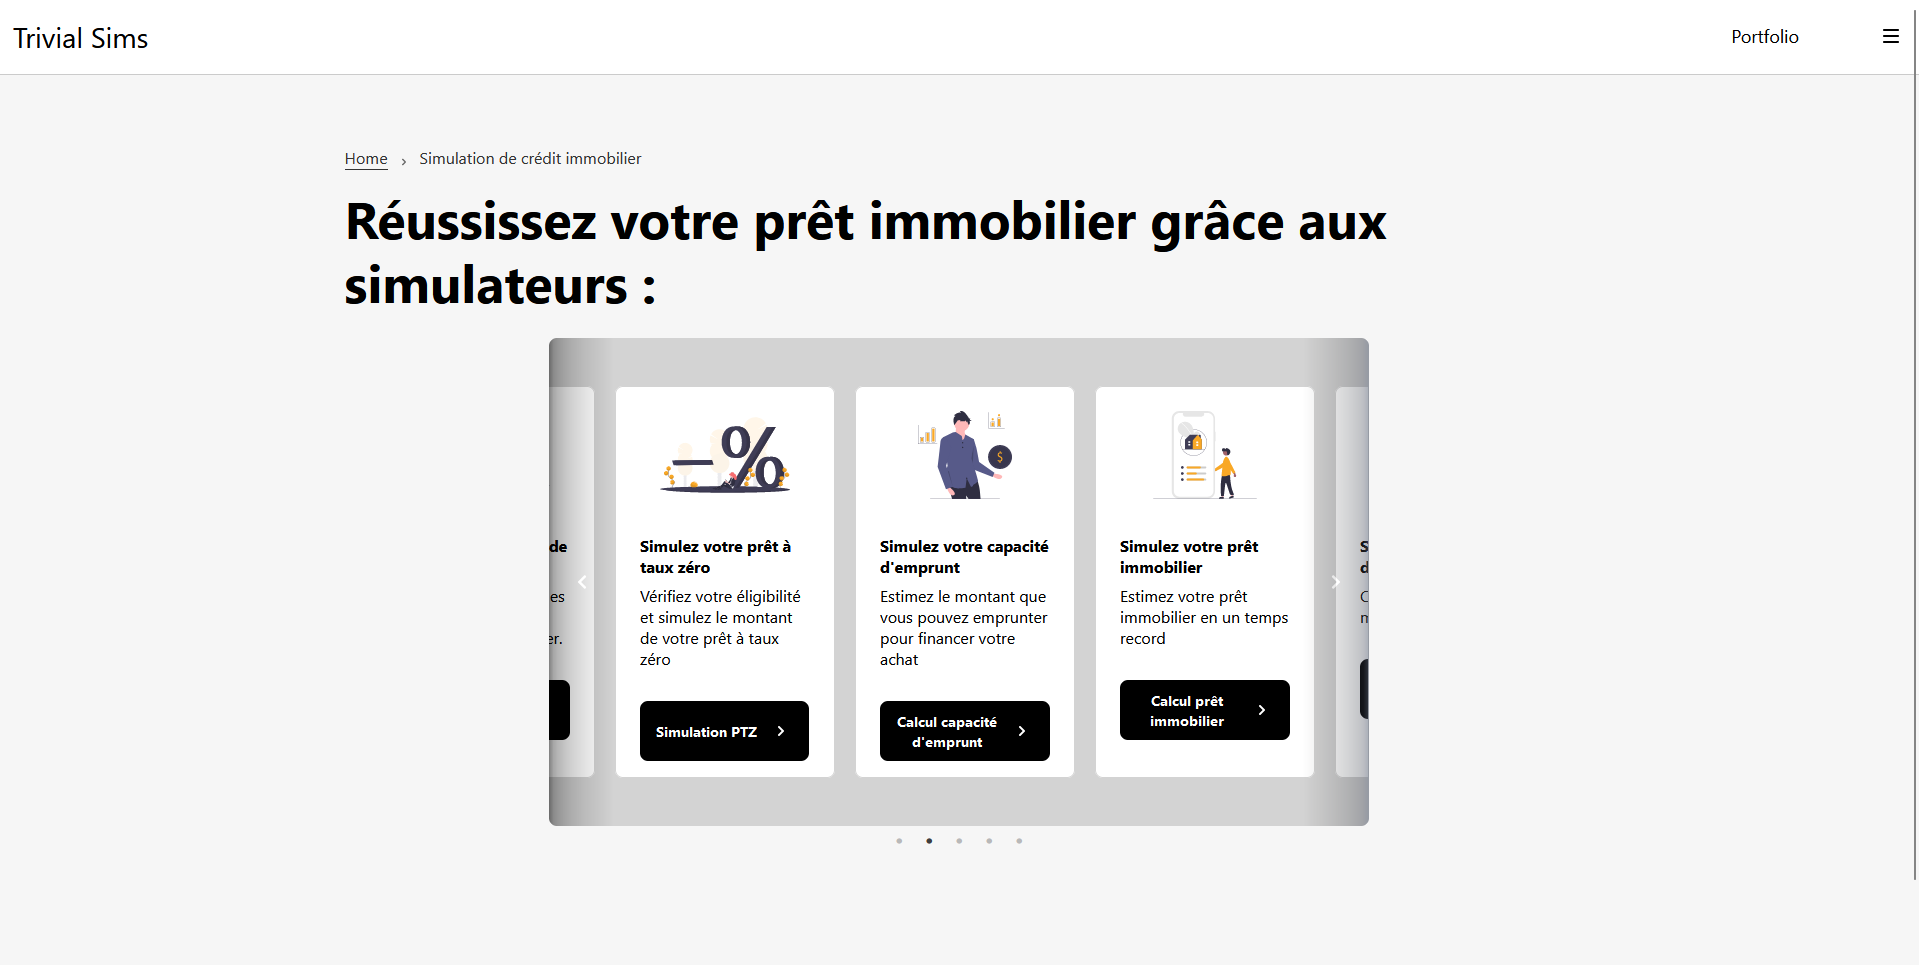 Trivial Sims
Portfolio
Home › Simulation de crédit immobilier
Réussissez votre prêt immobilier grâce aux
simulateurs :
de
es
er.
Simulez votre prêt à
taux zéro
Vérifiez votre éligibilité
et simulez le montant
de votre prêt à taux
zéro
Simulation PTZ
$
Simulez votre capacité
d'emprunt
Estimez le montant que
vous pouvez emprunter
pour financer votre
achat
Calcul capacité
d'emprunt
Simulez votre prêt
immobilier
Estimez votre prêt
immobilier en un temps
record
Calcul prêt
immobilier